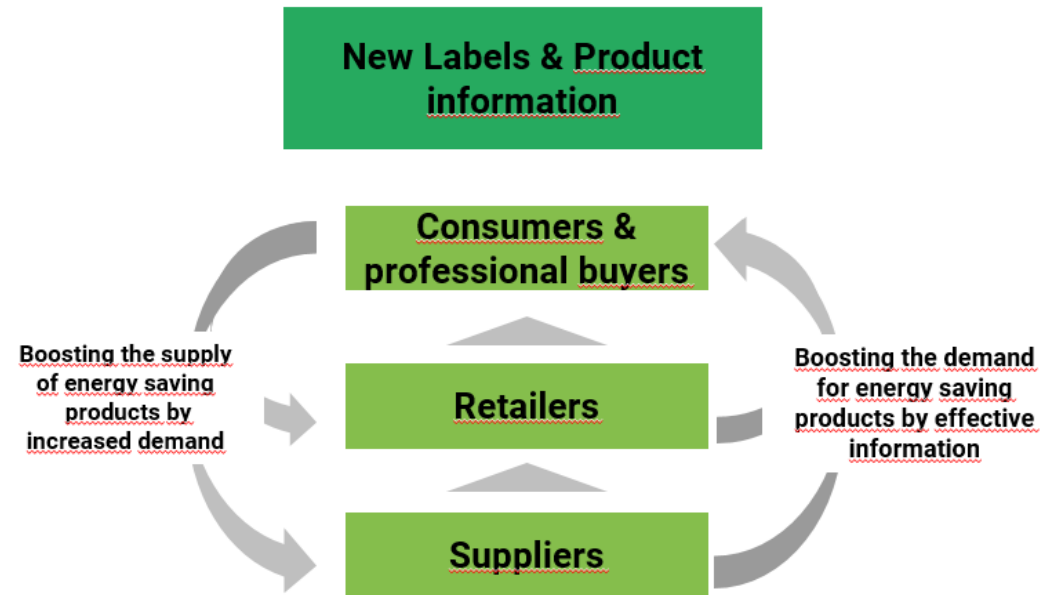 New Labels & Product
information
Consumers &
professional buyers
Boosting the supply
of energy saving
products by
increased demand
Retailers
Boosting the demand
for energy saving
products by effective
information
Suppliers